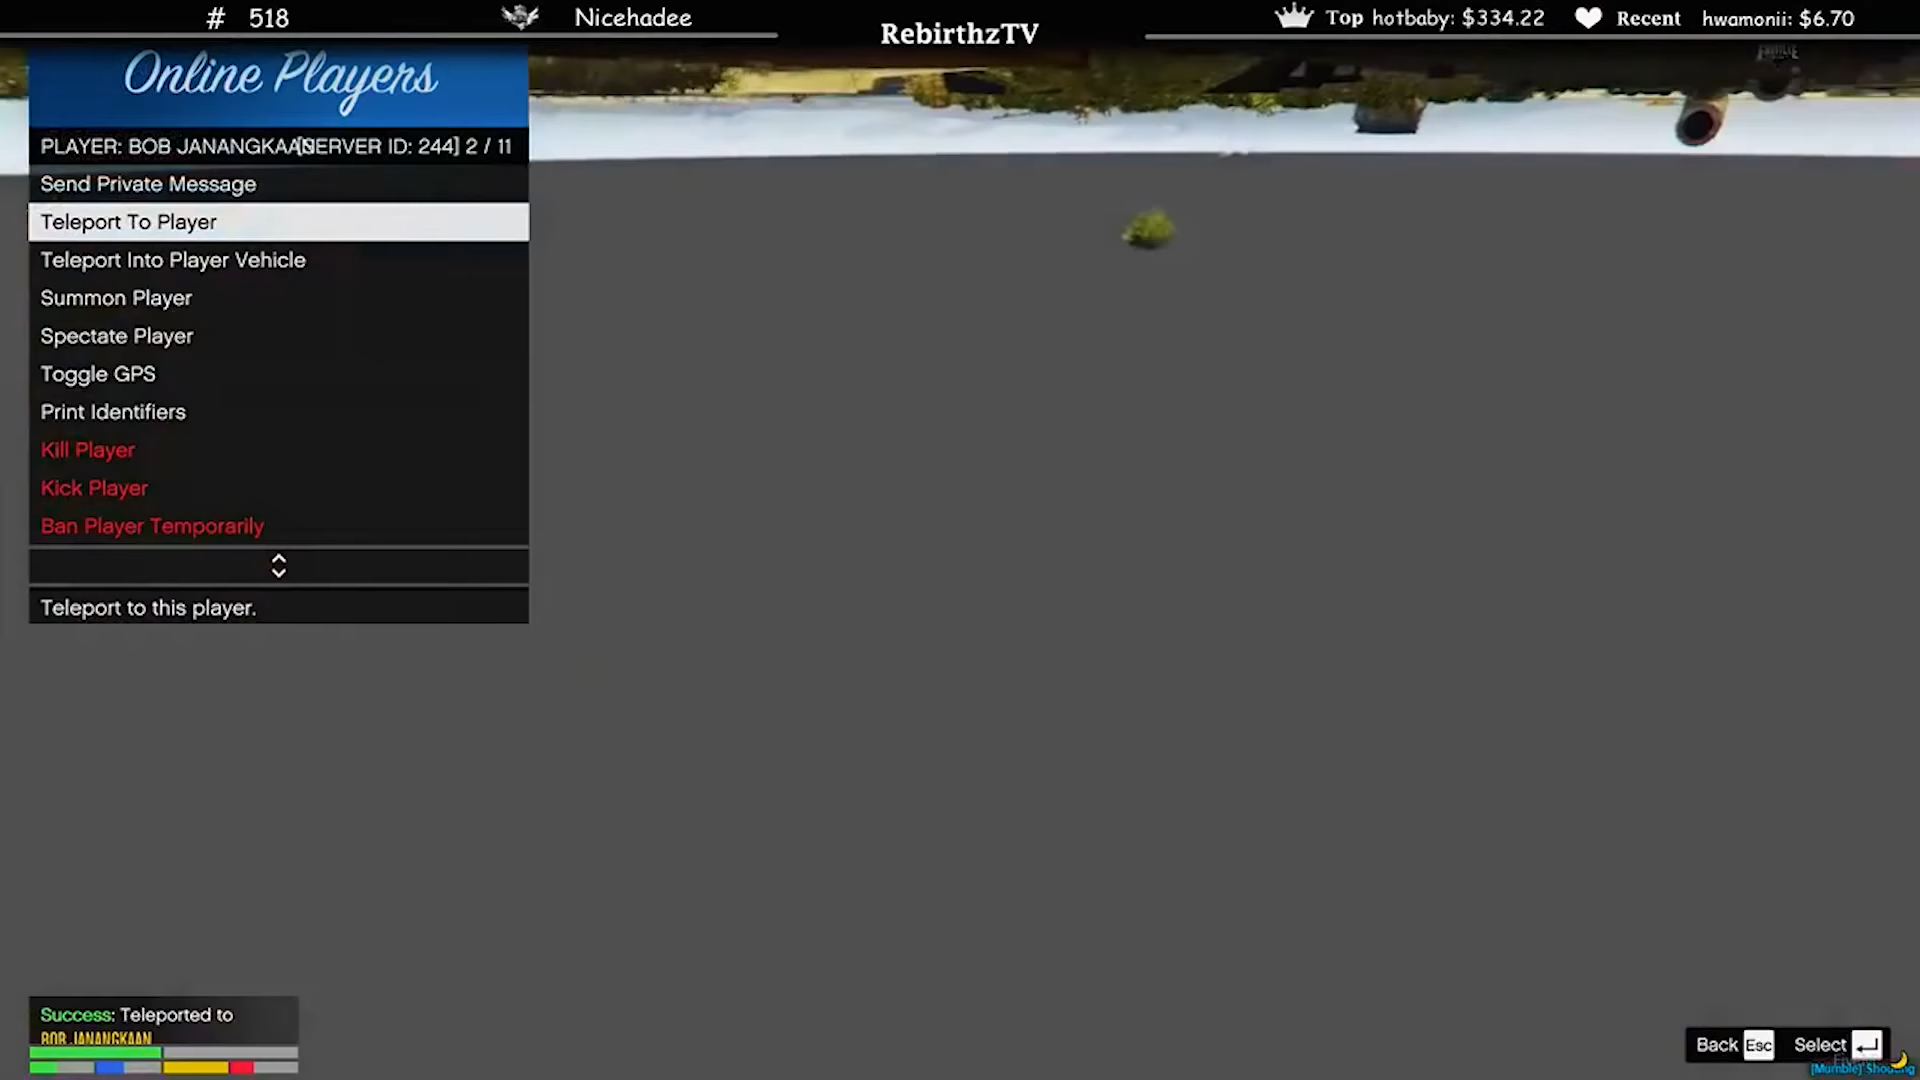 # 518 Nicehadee RebirthzTV Top hotbaby: $334.22 Recent hwamonii: $6.70
Online Players
PLAYER: BOB JANANGKAAN [SERVER ID: 244] 2 / 11
Send Private Message
Teleport To Player
Teleport Into Player Vehicle
Summon Player
Spectate Player
Toggle GPS
Print Identifiers
Kill Player
Kick Player
Ban Player Temporarily
Teleport to this player.
Success: Teleported to
BOB JANANGKAAN
Back Esc Select
[Mumble] Shouting